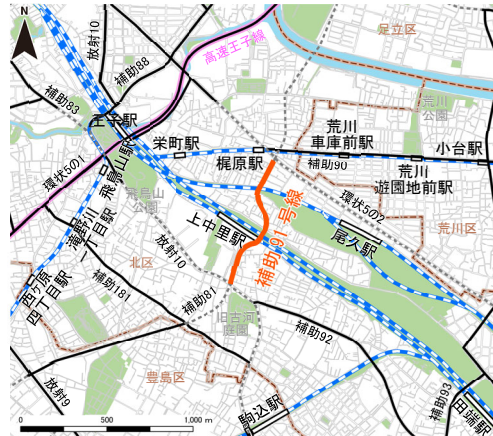 N
高速王子線
足立区
放射10
補助88
補助83
王子駅
荒川公園
栄町駅
梶原駅
荒川
車庫前駅
小台駅
補助90
荒川
遊園地前駅
環状5の1
飛鳥山駅
飛鳥山
公園
環状5の2
滝野川
一丁目駅
上中里駅
補助91号線
尾久駅
荒川区
放射10
北区
西ヶ原
四丁目駅
補助181
補助81
旧古河
庭園
補助92
豊島区
放射9
駒込駅
補助93
田端駅
0
500
1,000
m